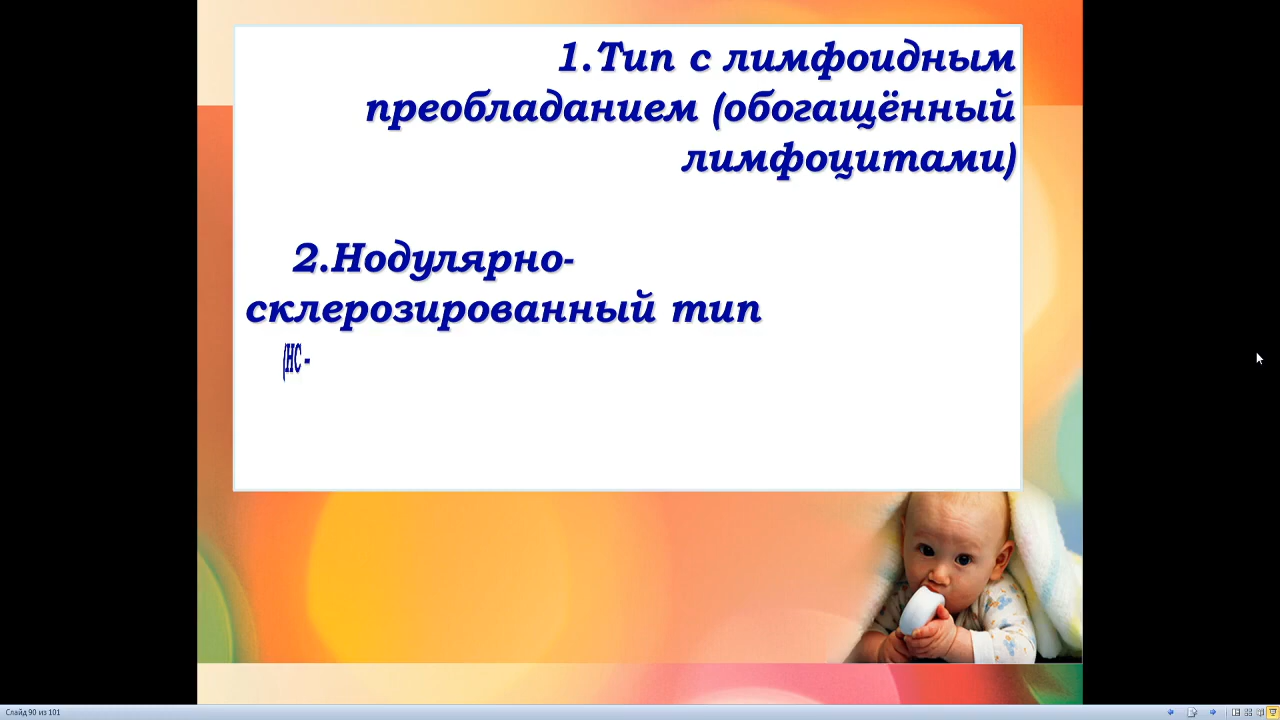 1.Тип с лимфоидным
преобладанием (обогащённый
лимфоцитами)
2.Нодулярно-
склерозированный тип
(НС -
Слайд 90 из 101